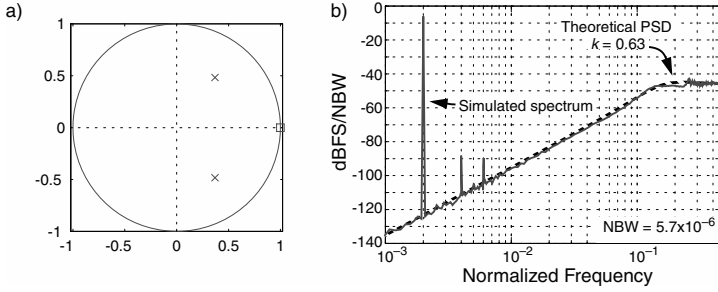 a)
1
0.5
0
-0.5
-1
-1
-0.5
0
0.5
1
b)
dBFS/NBW
0
-20
-40
-60
-80
-100
-120
-140
Theoretical PSD
k = 0.63
Simulated spectrum
NBW = 5.7x10⁻⁶
10⁻³
10⁻²
10⁻¹
Normalized Frequency